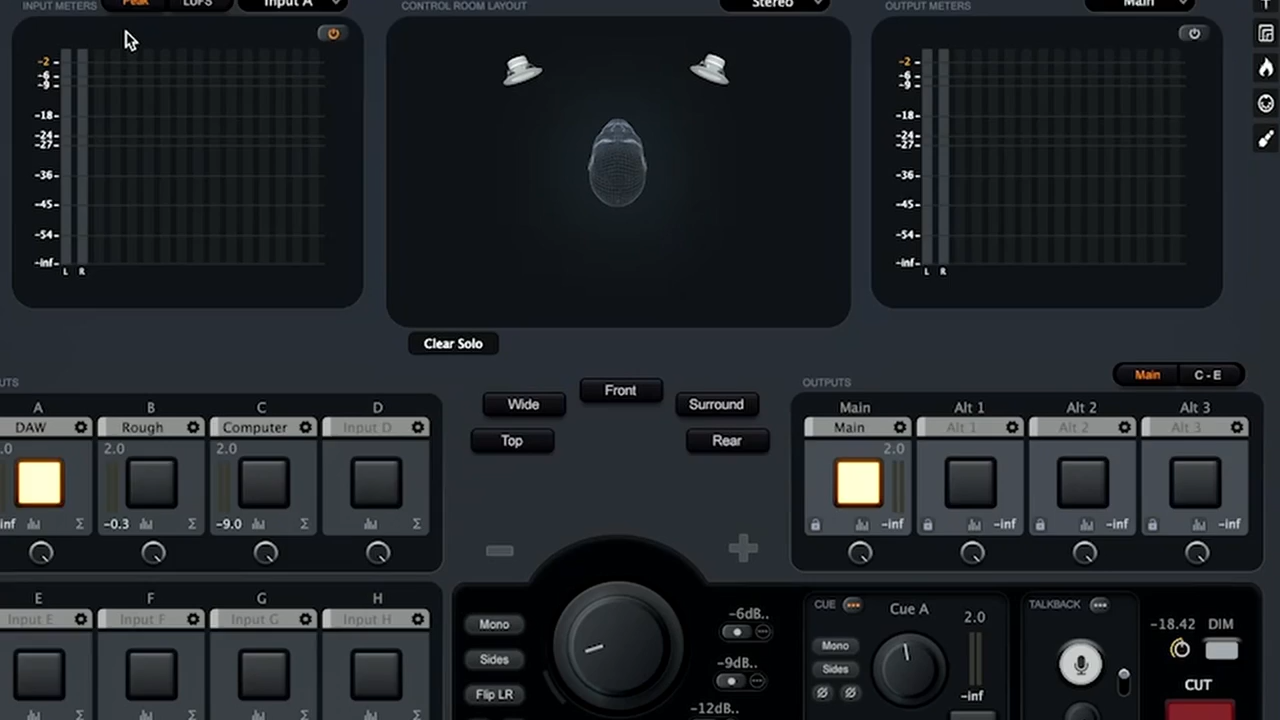 INPUT METERS Peak LUFS Input A
CONTROL ROOM LAYOUT Stereo
OUTPUT METERS Main
-2
-6
-9
-18
-24
-27
-36
-45
-54
-inf
L R
-2
-6
-9
-18
-24
-27
-36
-45
-54
-inf
L R
Clear Solo
Wide Front Surround
Top Rear
UTS
A B C D
DAW Rough Computer Input D
.0 2.0 2.0
inf -0.3 Σ -9.0 Σ Σ
OUTPUTS Main C - E
Main Alt 1 Alt 2 Alt 3
Main Alt 1 Alt 2 Alt 3
2.0
-inf -inf -inf -inf
E F G H
Input E Input F Input G Input H
Σ Σ Σ
Mono
Sides
Flip LR
-6dB..
-9dB..
-12dB..
CUE Cue A 2.0
Mono
Sides
-inf
TALKBACK
-18.42 DIM
CUT